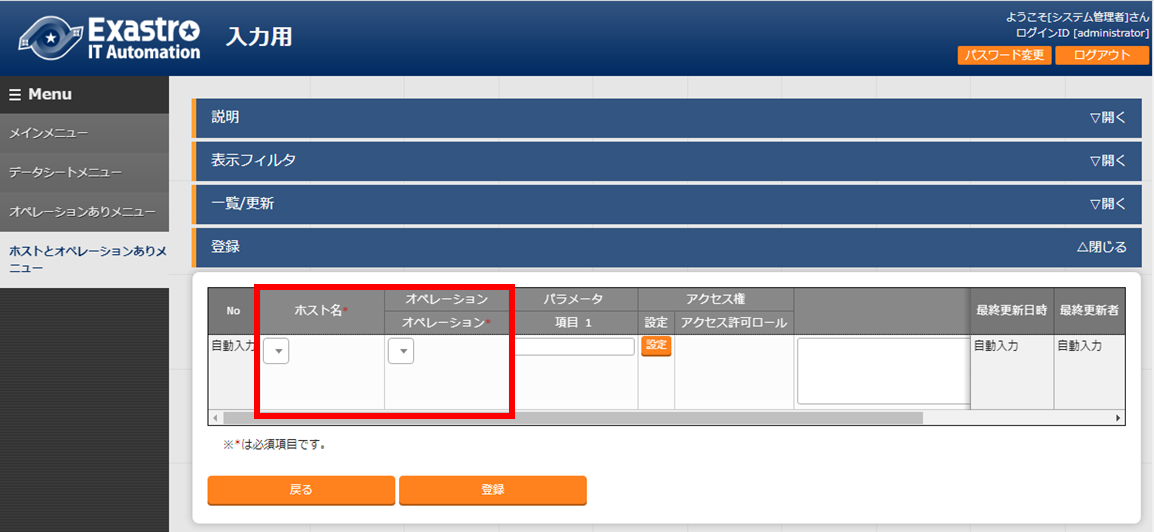 Exastro
IT Automation
入力用
ようこそ[システム管理者]さん
ログインID [administrator]
パスワード変更
ログアウト
☰ Menu
メインメニュー
データシートメニュー
オペレーションありメニュー
ホストとオペレーションありメ
ニュー
説明
▽開く
表示フィルタ
▽開く
一覧/更新
▽開く
登録
△閉じる
No
ホスト名*
オペレーション
オペレーション*
パラメータ
項目 1
アクセス権
設定
アクセス許可ロール
最終更新日時
最終更新者
自動入力
設定
自動入力
自動入力
※*は必須項目です。
戻る
登録